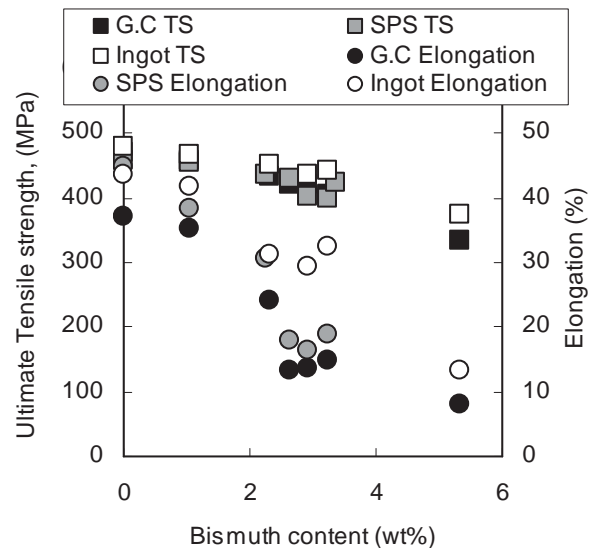 G.C TS SPS TS
Ingot TS G.C Elongation
SPS Elongation Ingot Elongation
Ultimate Tensile strength, (MPa)
500
400
300
200
100
0
50
40
30
20
10
0
Elongation (%)
0 2 4 6
Bismuth content (wt%)